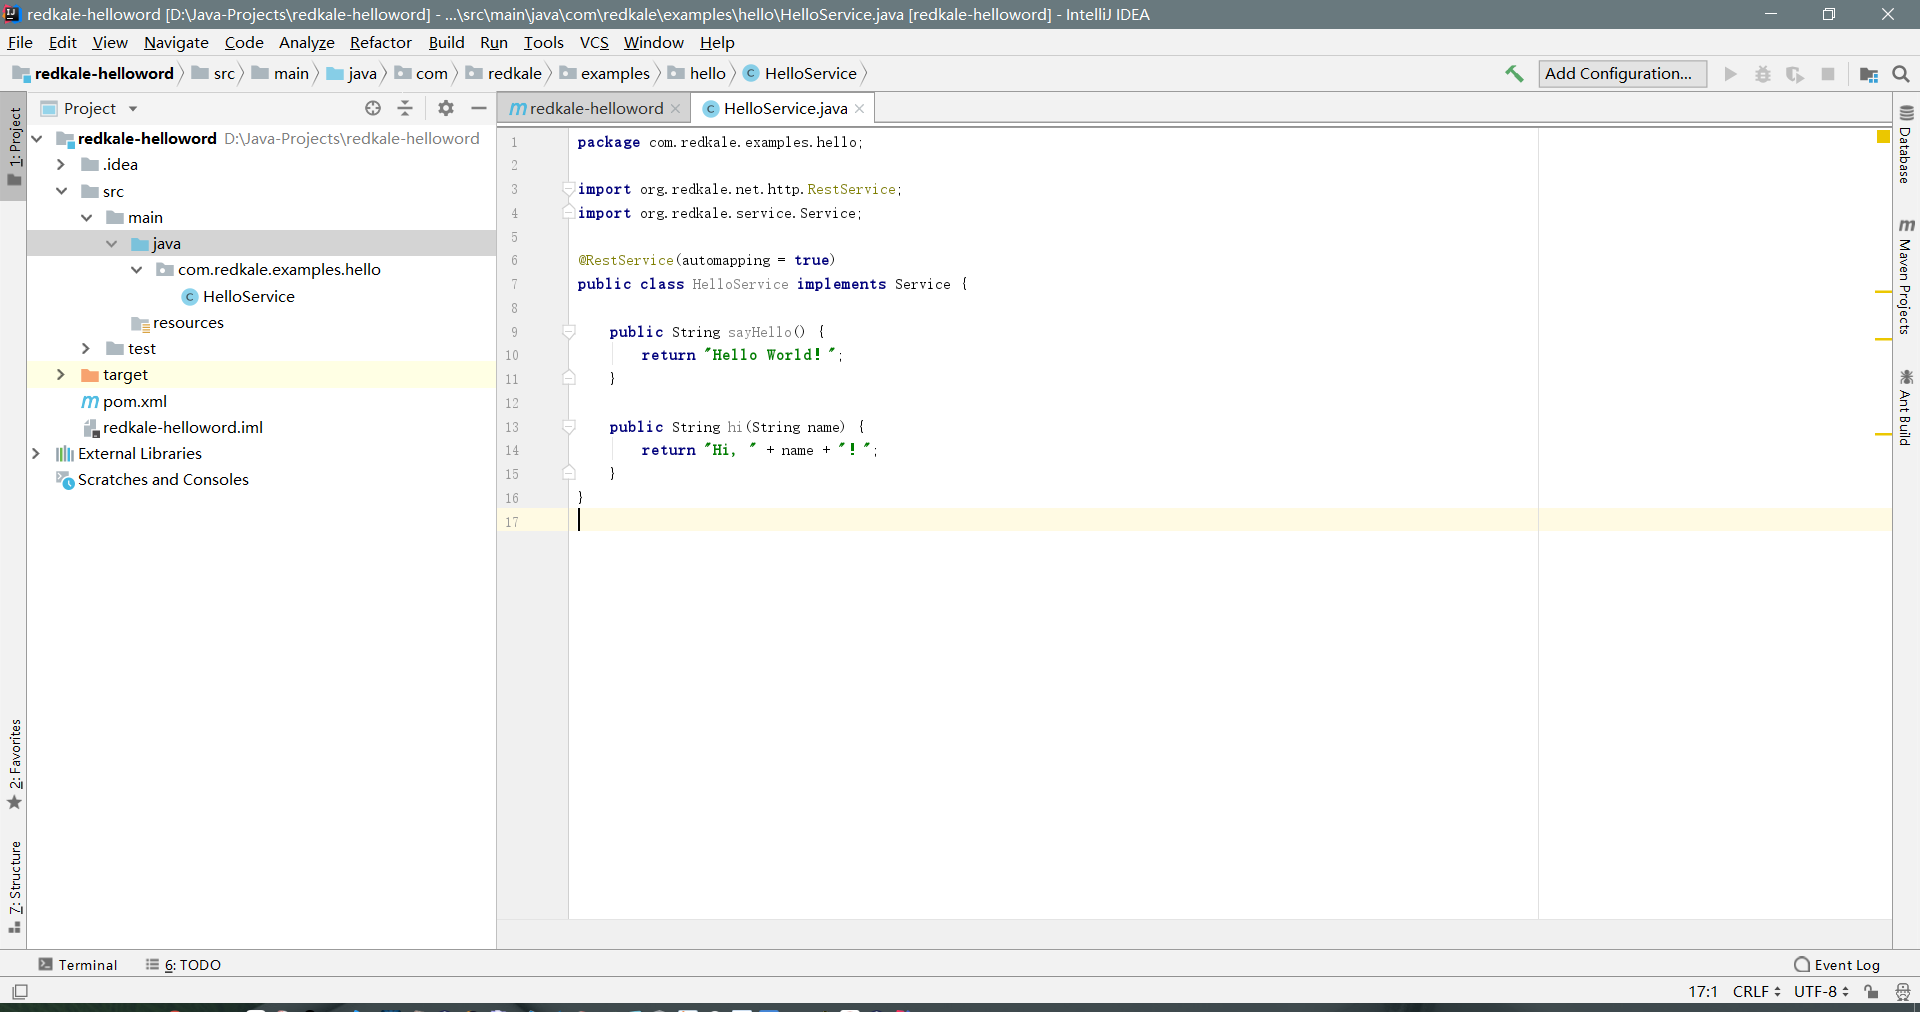 redkale-helloword [D:\Java-Projects\redkale-helloword] - ...\src\main\java\com\redkale\examples\hello\HelloService.java [redkale-helloword] - IntelliJ IDEA
File Edit View Navigate Code Analyze Refactor Build Run Tools VCS Window Help
redkale-helloword src main java com redkale examples hello HelloService Add Configuration...
Project
redkale-helloword D:\Java-Projects\redkale-helloword
.idea
src
main
java
com.redkale.examples.hello
HelloService
resources
test
target
pom.xml
redkale-helloword.iml
External Libraries
Scratches and Consoles
1: Project
2: Favorites
7: Structure
redkale-helloword HelloService.java
1 package com.redkale.examples.hello;
2
3 import org.redkale.net.http.RestService;
4 import org.redkale.service.Service;
5
6 @RestService(automapping = true)
7 public class HelloService implements Service {
8
9 public String sayHello() {
10 return "Hello World! ";
11 }
12
13 public String hi(String name) {
14 return "Hi, " + name + "! ";
15 }
16 }
17
Database
Maven Projects
Ant Build
Terminal 6: TODO Event Log
17:1 CRLF UTF-8